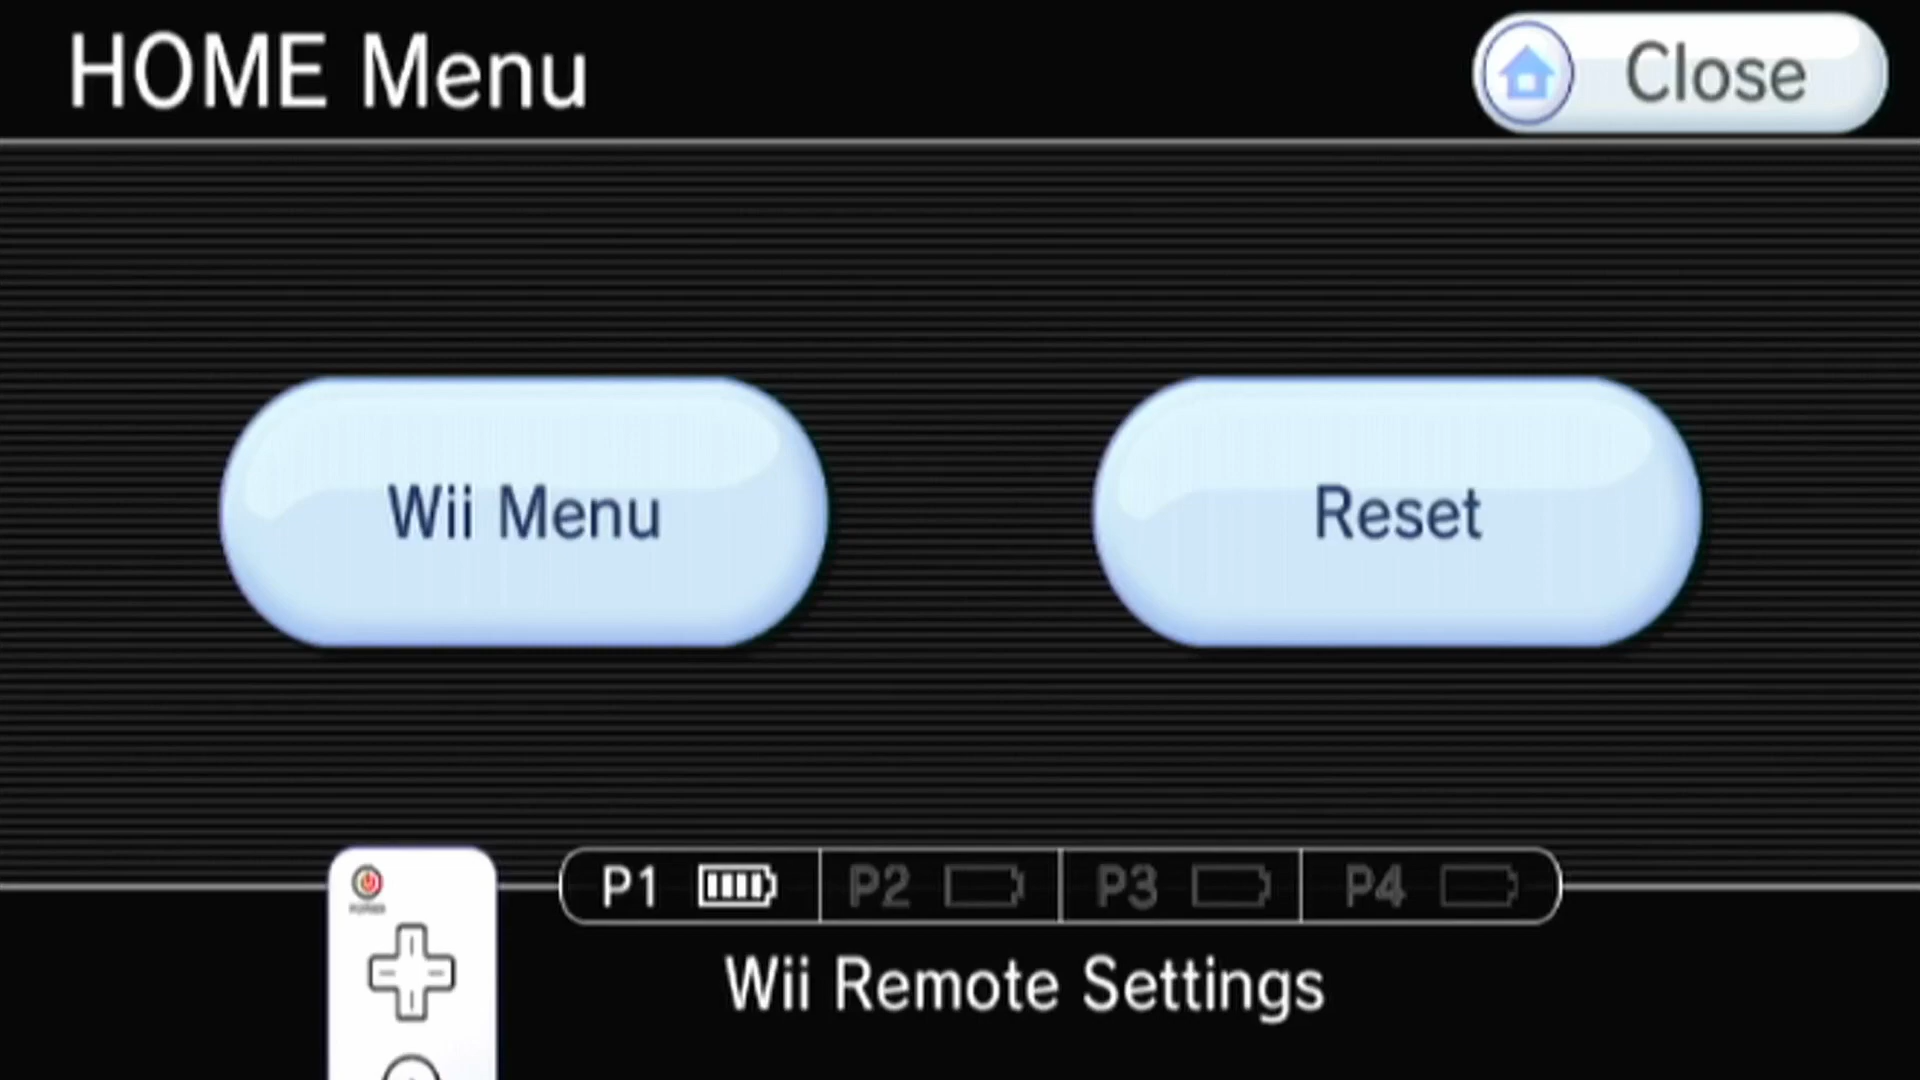 HOME Menu
Close
Wii Menu
Reset
P1
P2
P3
P4
Wii Remote Settings